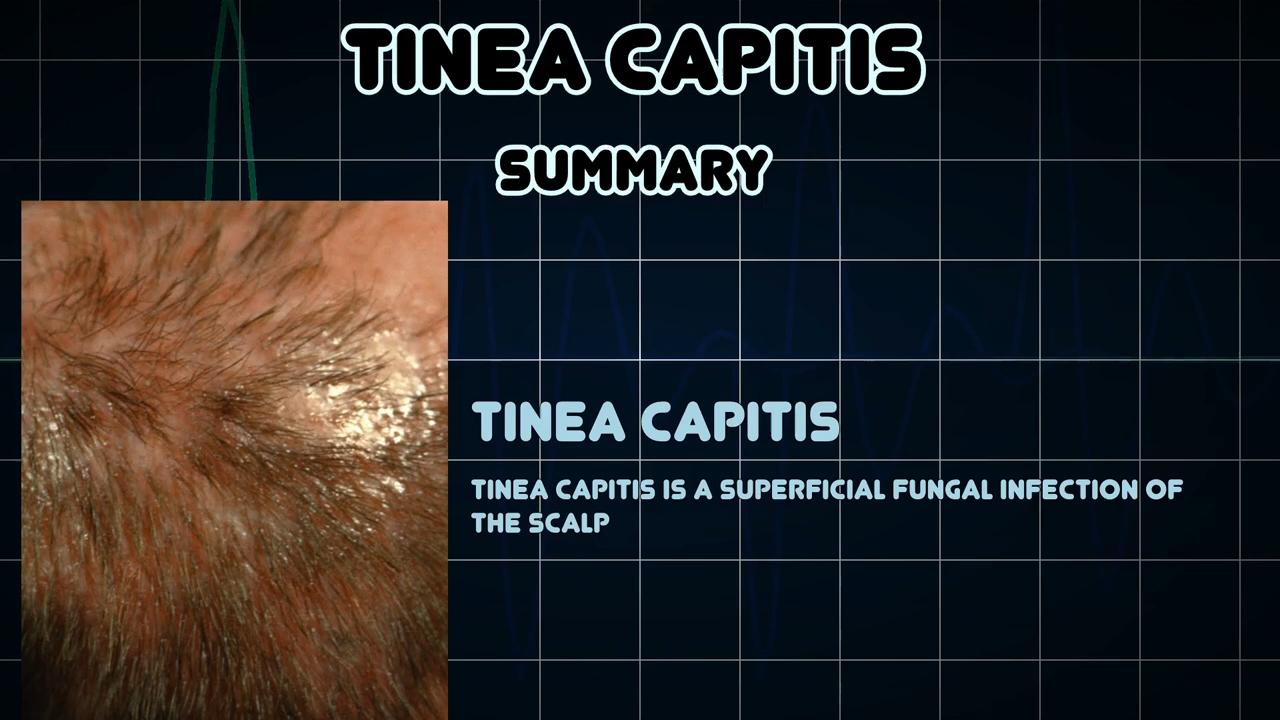 TINEA CAPITIS
SUMMARY
TINEA CAPITIS
TINEA CAPITIS IS A SUPERFICIAL FUNGAL INFECTION OF
THE SCALP